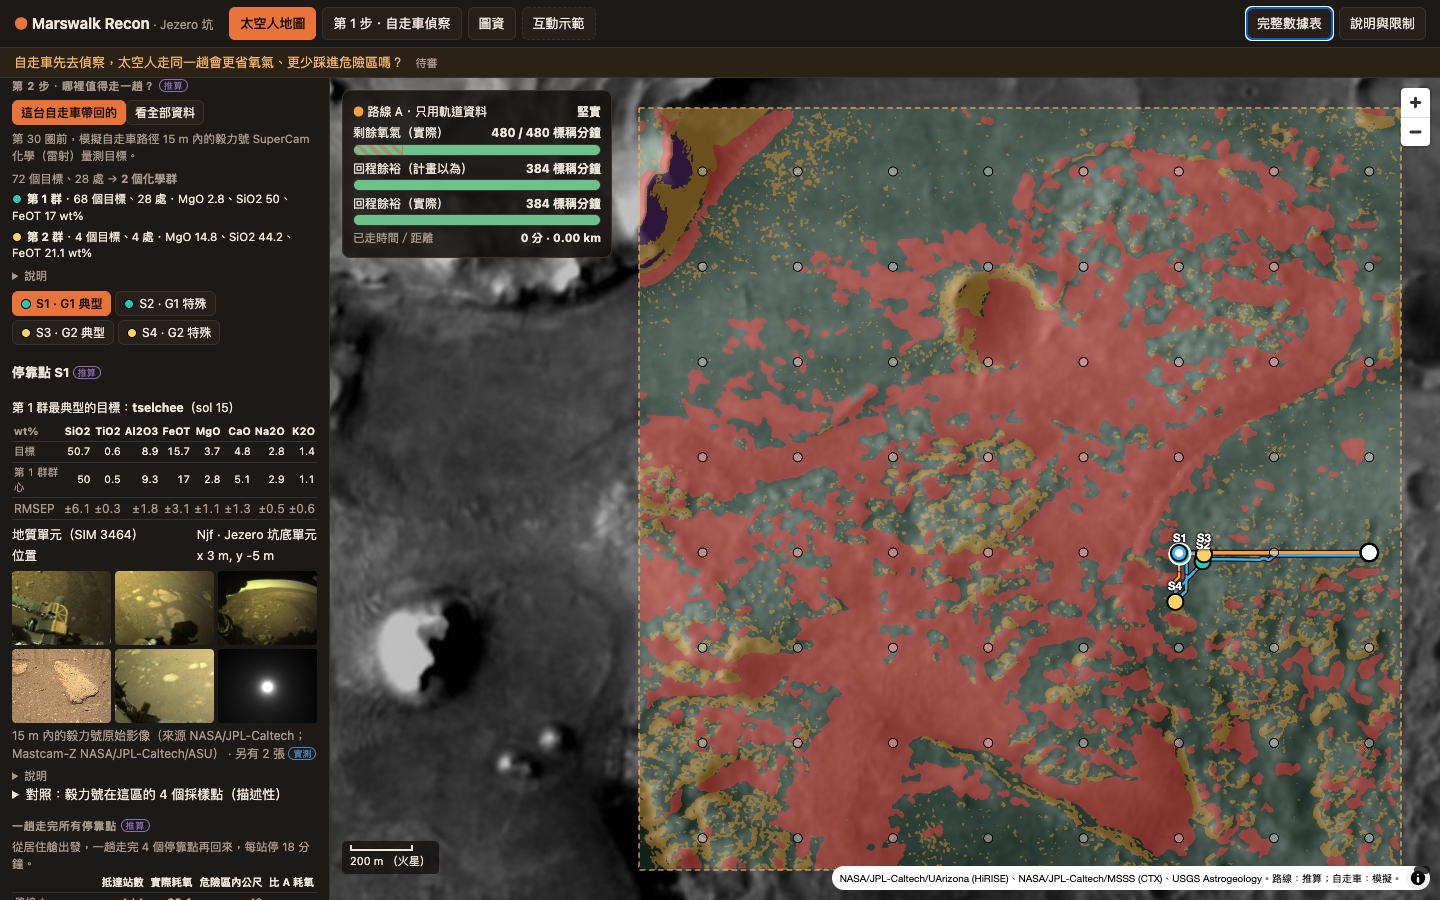 Marswalk Recon · Jezero 坑
太空人地圖
第 1 步 · 自走車偵察
圖資
互動示範
完整數據表
說明與限制
自走車先去偵察，太空人走同一趟會更省氧氣、更少踩進危險區嗎？ 待審
第 2 步 · 哪裡值得走一趟？ 推算
這台自走車帶回的
看全部資料
第 30 圈前，模擬自走車路徑 15 m 內的毅力號 SuperCam
化學（雷射）量測目標。
72 個目標、28 處 → 2 個化學群
第 1 群 · 68 個目標、28 處 · MgO 2.8、SiO2 50、
FeOT 17 wt%
第 2 群 · 4 個目標、4 處 · MgO 14.8、SiO2 44.2、
FeOT 21.1 wt%
▶ 說明
S1 · G1 典型
S2 · G1 特殊
S3 · G2 典型
S4 · G2 特殊
停靠點 S1 推算
第 1 群最典型的目標：tselchee（sol 15）
wt% SiO2 TiO2 Al2O3 FeOT MgO CaO Na2O K2O
目標 50.7 0.6 8.9 15.7 3.7 4.8 2.8 1.4
第 1 群群
心 50 0.5 9.3 17 2.8 5.1 2.9 1.1
RMSEP ±6.1 ±0.3 ±1.8 ±3.1 ±1.1 ±1.3 ±0.5 ±0.6
地質單元（SIM 3464） Njf · Jezero 坑底單元
位置 x 3 m, y -5 m
15 m 內的毅力號原始影像（來源 NASA/JPL-Caltech；
Mastcam-Z NASA/JPL-Caltech/ASU） · 另有 2 張 實測
▶ 說明
▶ 對照：毅力號在這區的 4 個採樣點（描述性）
一趟走完所有停靠點 推算
從居住艙出發，一趟走完 4 個停靠點再回來，每站停 18 分
鐘。
抵達站數 實際耗氧 危險區內公尺 比 A 耗氧
路線 A · 只用軌道資料 堅實
剩餘氧氣（實際） 480 / 480 標稱分鐘
回程餘裕（計畫以為） 384 標稱分鐘
回程餘裕（實際） 384 標稱分鐘
已走時間 / 距離 0 分 · 0.00 km
+
−
S1
S3
S2
S4
200 m （火星）
NASA/JPL-Caltech/UArizona (HiRISE)、NASA/JPL-Caltech/MSSS (CTX)、USGS Astrogeology。路線：推算；自走車：模擬。